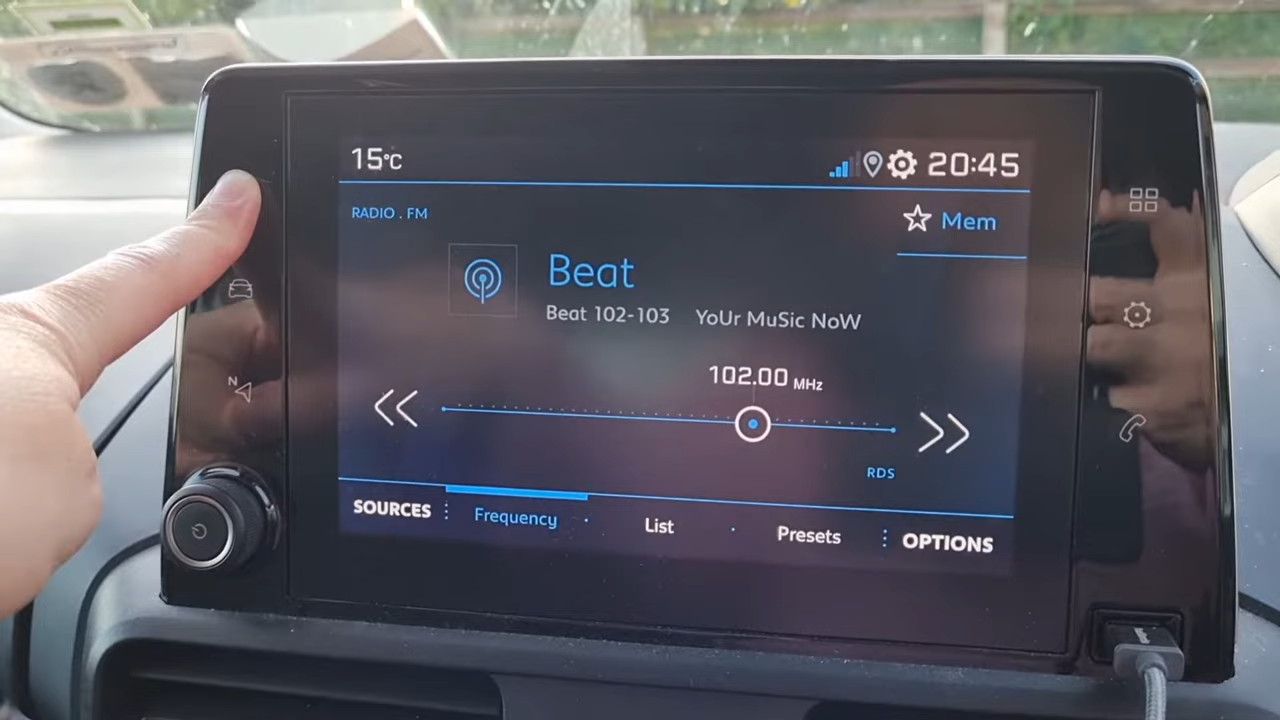 15°C
20:45
RADIO . FM
Mem
Beat
Beat 102-103 YoUr MuSic NoW
102.00 MHz
N
RDS
SOURCES Frequency List Presets OPTIONS